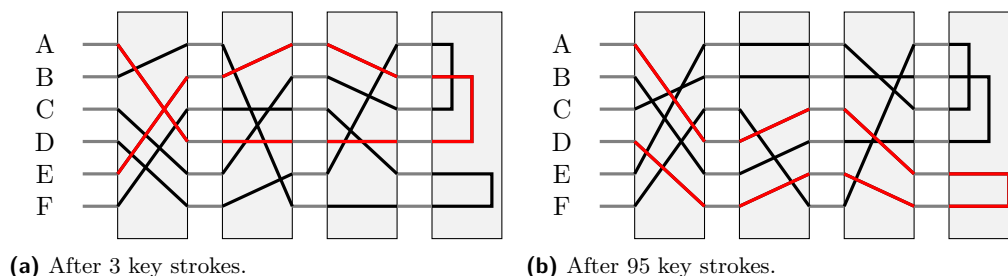 A
B
C
D
E
F
(a) After 3 key strokes.
A
B
C
D
E
F
(b) After 95 key strokes.